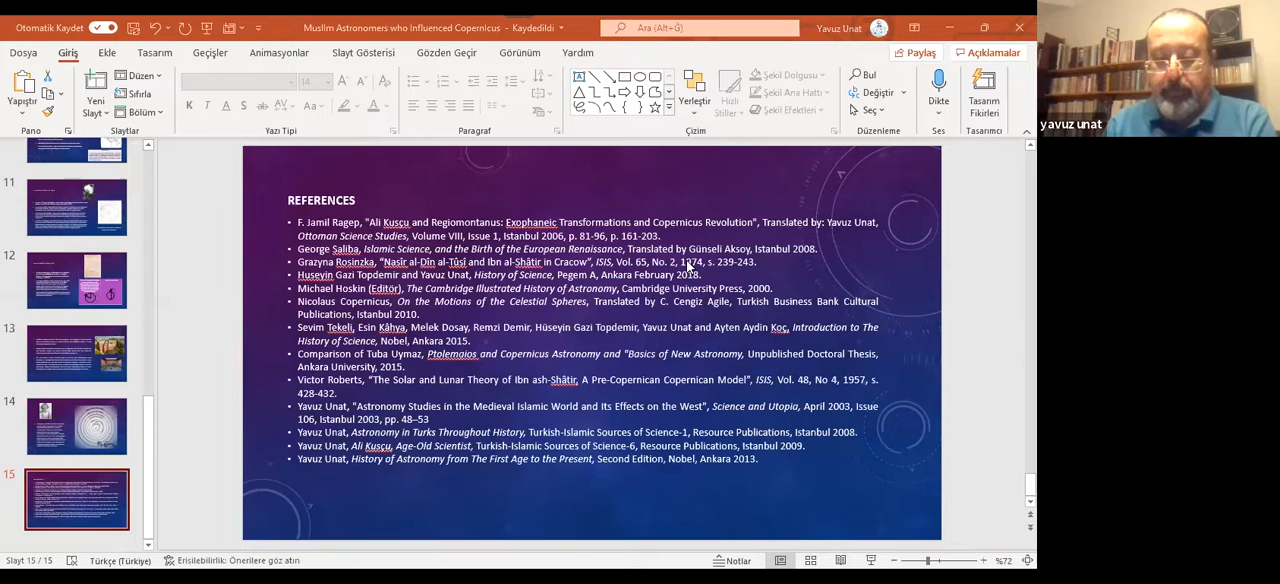 Otomatik Kaydet
Muslim Astronomers who Influenced Copernicus - Kaydedildi
Ara (Alt+G)
Yavuz Unat
Dosya Giriş Ekle Tasarım Geçişler Animasyonlar Slayt Gösterisi Gözden Geçir Görünüm Yardım
Paylaş Açıklamalar
Yapıştır
Yeni Slayt
Düzen
Sıfırla
Bölüm
14
K T A S ab AV Aa A
Yerleştir
Hızlı Stiller
Şekil Dolgusu
Şekil Ana Hattı
Şekil Efektleri
Bul
Değiştir
Seç
Dikte
Tasarım Fikirleri
Pano Slaytlar Yazı Tipi Paragraf Çizim Düzenleme Ses Tasarımcı
yavuz unat
11
12
13
14
15
REFERENCES
• F. Jamil Ragep, "Ali Kuşçu and Regiomontanus: Exophaneic Transformations and Copernicus Revolution", Translated by: Yavuz Unat,
Ottoman Science Studies, Volume VIII, Issue 1, Istanbul 2006, p. 81-96, p. 161-203.
• George Saliba, Islamic Science, and the Birth of the European Renaissance, Translated by Günseli Aksoy, Istanbul 2008.
• Grazyna Rosinzka, “Nasîr al-Dîn al-Tûsî and Ibn al-Shâtir in Cracow”, ISIS, Vol. 65, No. 2, 1974, s. 239-243.
• Huseyin Gazi Topdemir and Yavuz Unat, History of Science, Pegem A, Ankara February 2018.
• Michael Hoskin (Editör), The Cambridge Illustrated History of Astronomy, Cambridge University Press, 2000.
• Nicolaus Copernicus, On the Motions of the Celestial Spheres, Translated by C. Cengiz Agile, Turkish Business Bank Cultural
Publications, Istanbul 2010.
• Sevim Tekeli, Esin Kâhya, Melek Dosay, Remzi Demir, Hüseyin Gazi Topdemir, Yavuz Unat and Ayten Aydin Koç, Introduction to The
History of Science, Nobel, Ankara 2015.
• Comparison of Tuba Uymaz, Ptolemaios and Copernicus Astronomy and "Basics of New Astronomy, Unpublished Doctoral Thesis,
Ankara University, 2015.
• Victor Roberts, “The Solar and Lunar Theory of Ibn ash-Shâtir, A Pre-Copernican Copernican Model”, ISIS, Vol. 48, No 4, 1957, s.
428-432.
• Yavuz Unat, "Astronomy Studies in the Medieval Islamic World and Its Effects on the West", Science and Utopia, April 2003, Issue
106, Istanbul 2003, pp. 48–53
• Yavuz Unat, Astronomy in Turks Throughout History, Turkish-Islamic Sources of Science-1, Resource Publications, Istanbul 2008.
• Yavuz Unat, Ali Kuşçu, Age-Old Scientist, Turkish-Islamic Sources of Science-6, Resource Publications, Istanbul 2009.
• Yavuz Unat, History of Astronomy from The First Age to the Present, Second Edition, Nobel, Ankara 2013.
Slayt 15 / 15
Türkçe (Türkiye)
Erişilebilirlik: Önerilere göz atın
Notlar
%72